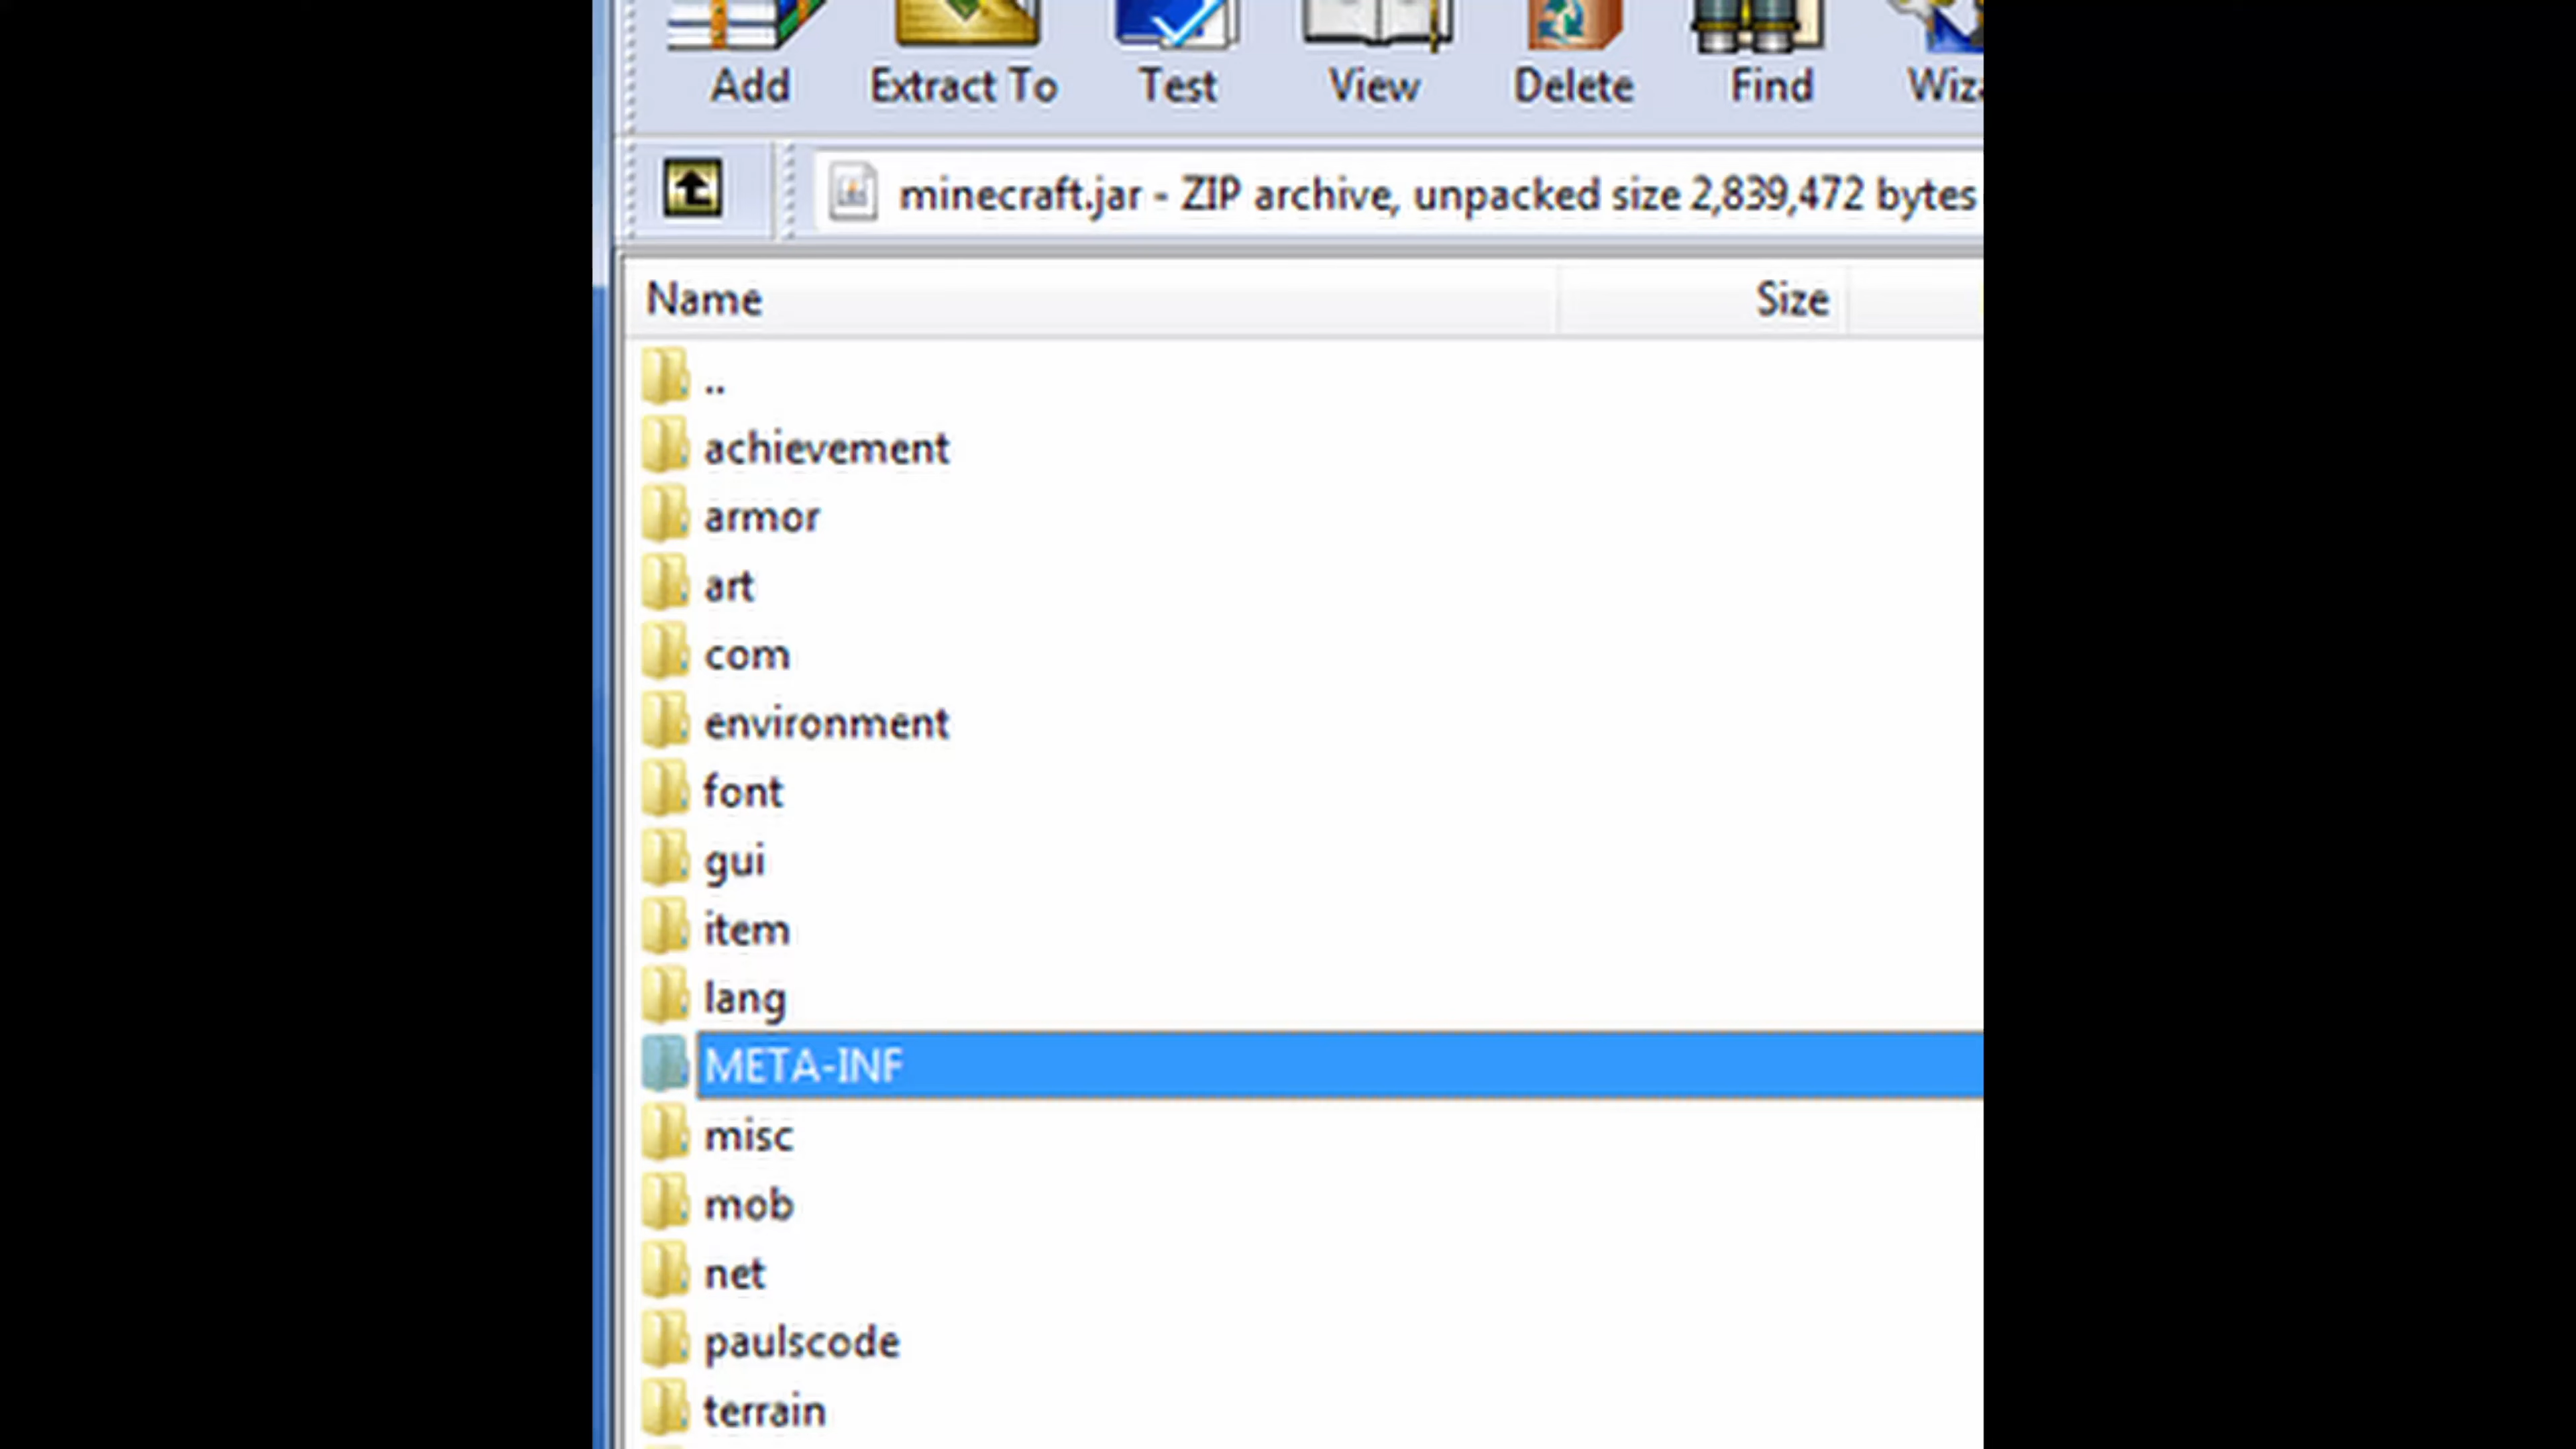 Add Extract To Test View Delete Find Wiza
minecraft.jar - ZIP archive, unpacked size 2,839,472 bytes
Name Size
..
achievement
armor
art
com
environment
font
gui
item
lang
META-INF
misc
mob
net
paulscode
terrain